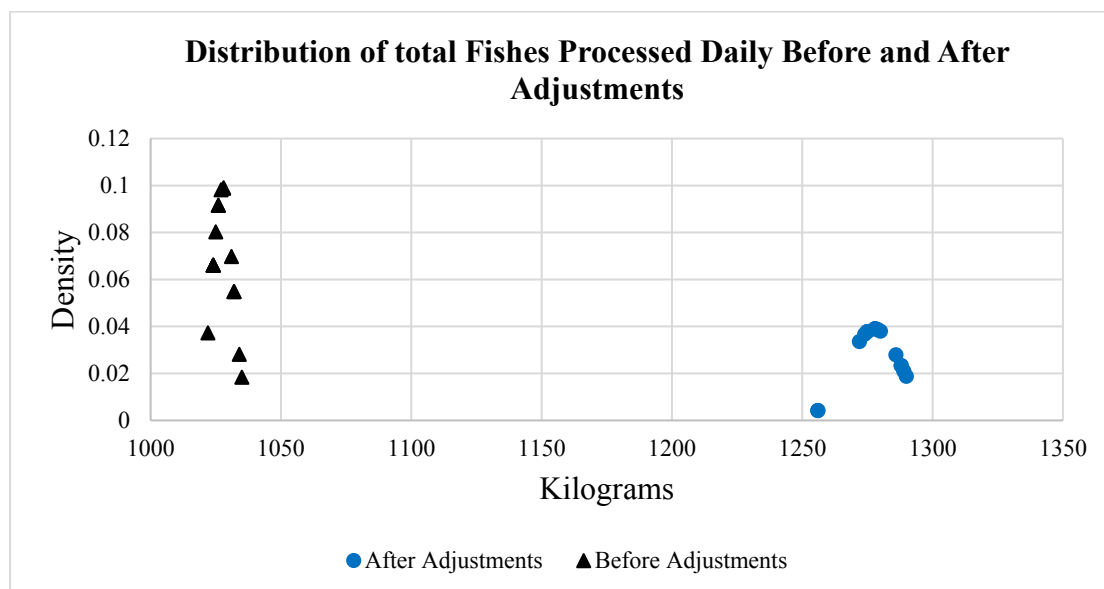 Distribution of total Fishes Processed Daily Before and After
Adjustments
0.12
0.1
0.08
0.06
0.04
0.02
0
Density
1000 1050 1100 1150 1200 1250 1300 1350
Kilograms
After Adjustments Before Adjustments